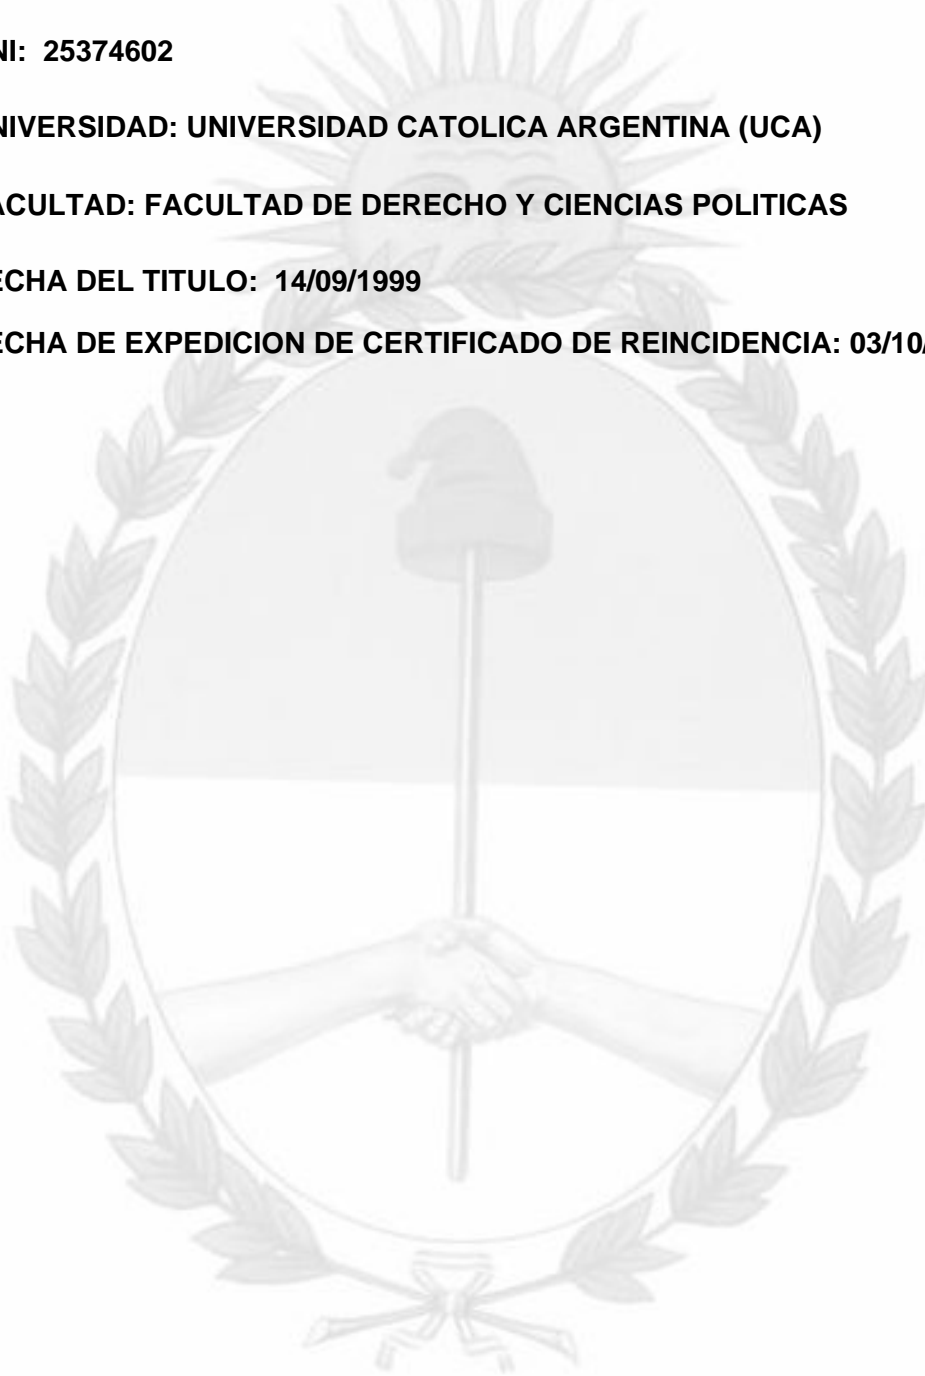 NI: 25374602
NIVERSIDAD: UNIVERSIDAD CATOLICA ARGENTINA (UCA)
ACULTAD: FACULTAD DE DERECHO Y CIENCIAS POLITICAS
ECHA DEL TITULO: 14/09/1999
ECHA DE EXPEDICION DE CERTIFICADO DE REINCIDENCIA: 03/10/